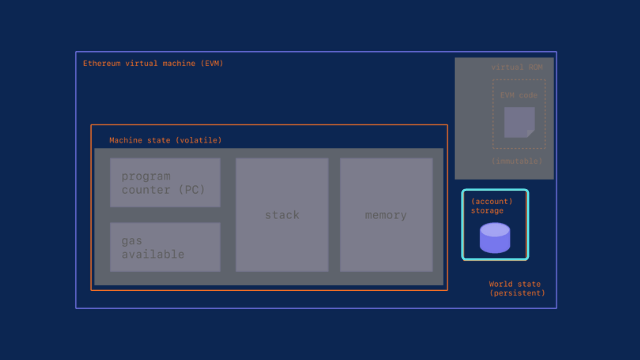 Ethereum virtual machine (EVM)
virtual ROM
EVM code
(immutable)
Machine state (volatile)
program
counter (PC)
stack
memory
gas
available
(account)
storage
World state
(persistent)